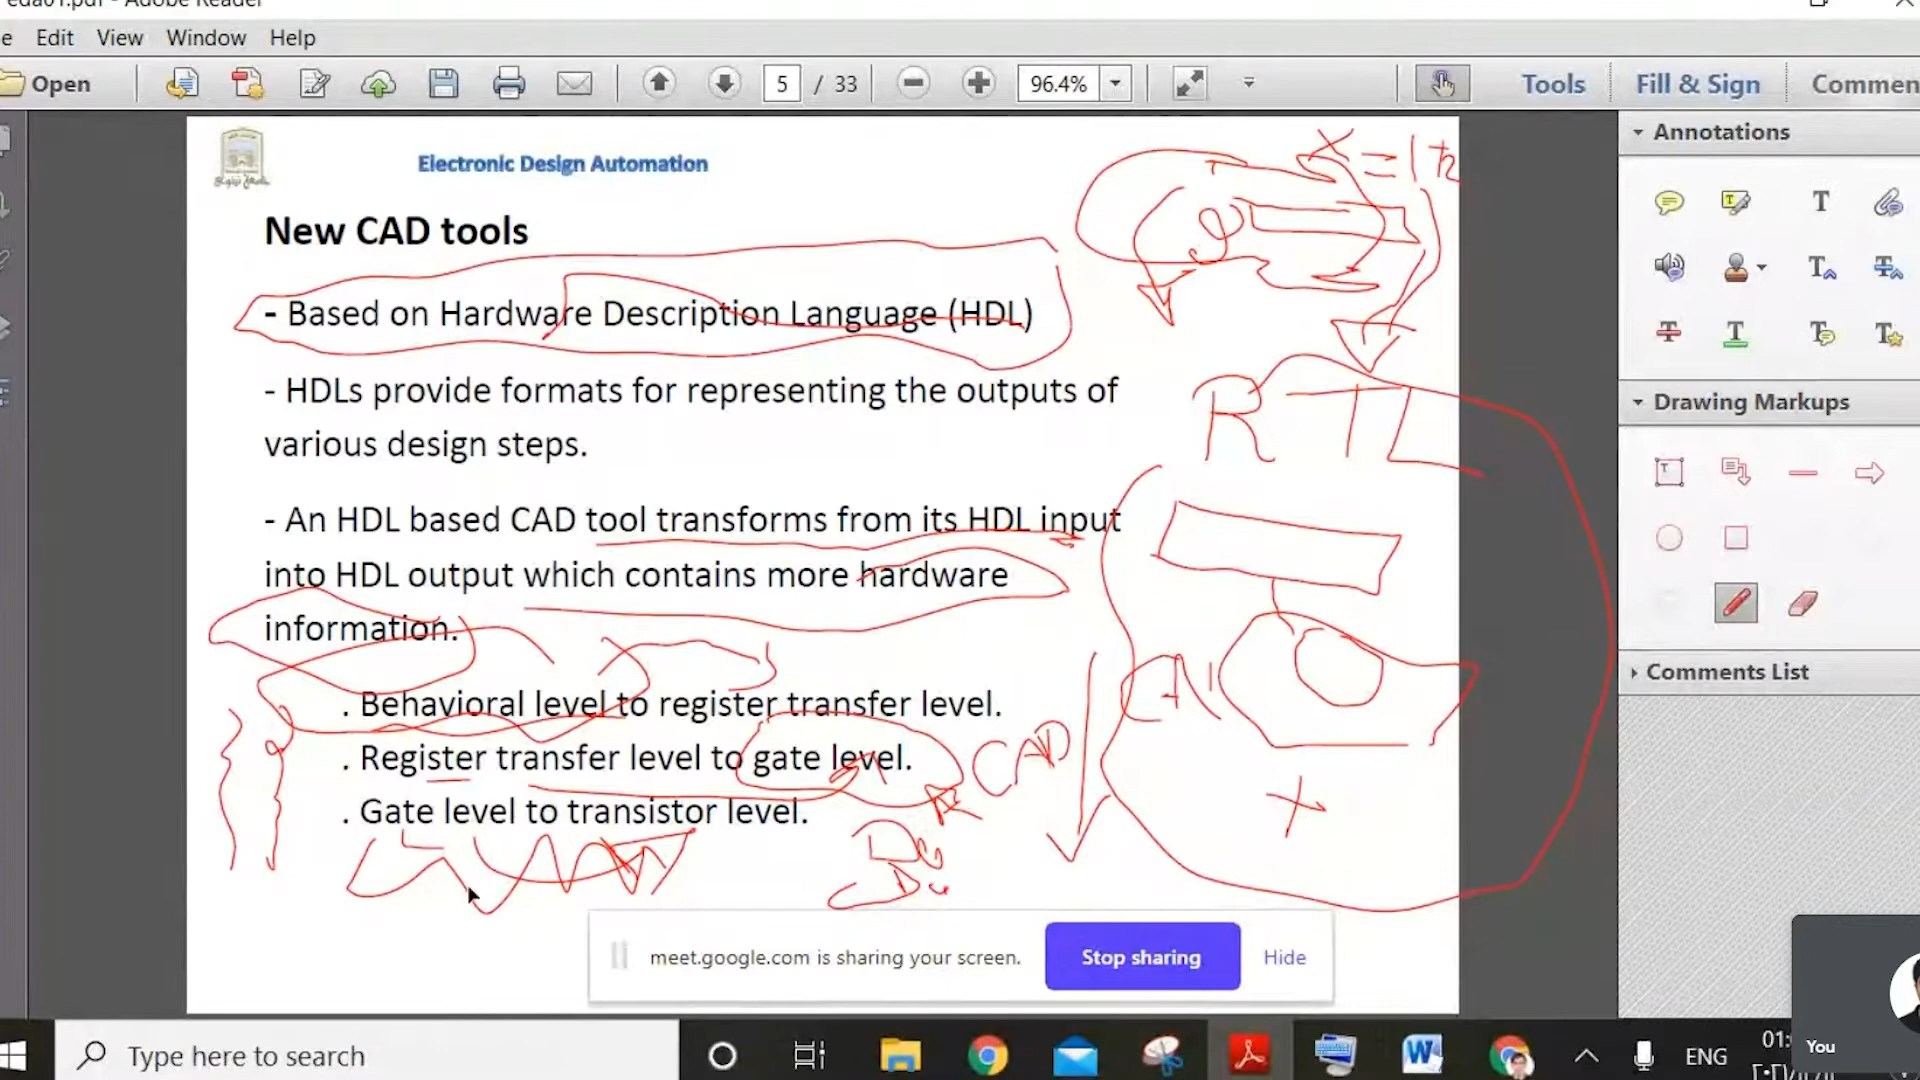 eda01.pdf - Adobe Reader
Edit View Window Help
Open 5 / 33 96.4% Tools Fill & Sign Commen
Electronic Design Automation
X = 1
New CAD tools
- Based on Hardware Description Language (HDL)
- HDLs provide formats for representing the outputs of
various design steps.
RTL
- An HDL based CAD tool transforms from its HDL input
into HDL output which contains more hardware
information.
. Behavioral level to register transfer level.
. Register transfer level to gate level.
CAD
. Gate level to transistor level.
+
Annotations
Drawing Markups
Comments List
meet.google.com is sharing your screen. Stop sharing Hide
You
Type here to search
ENG
01: